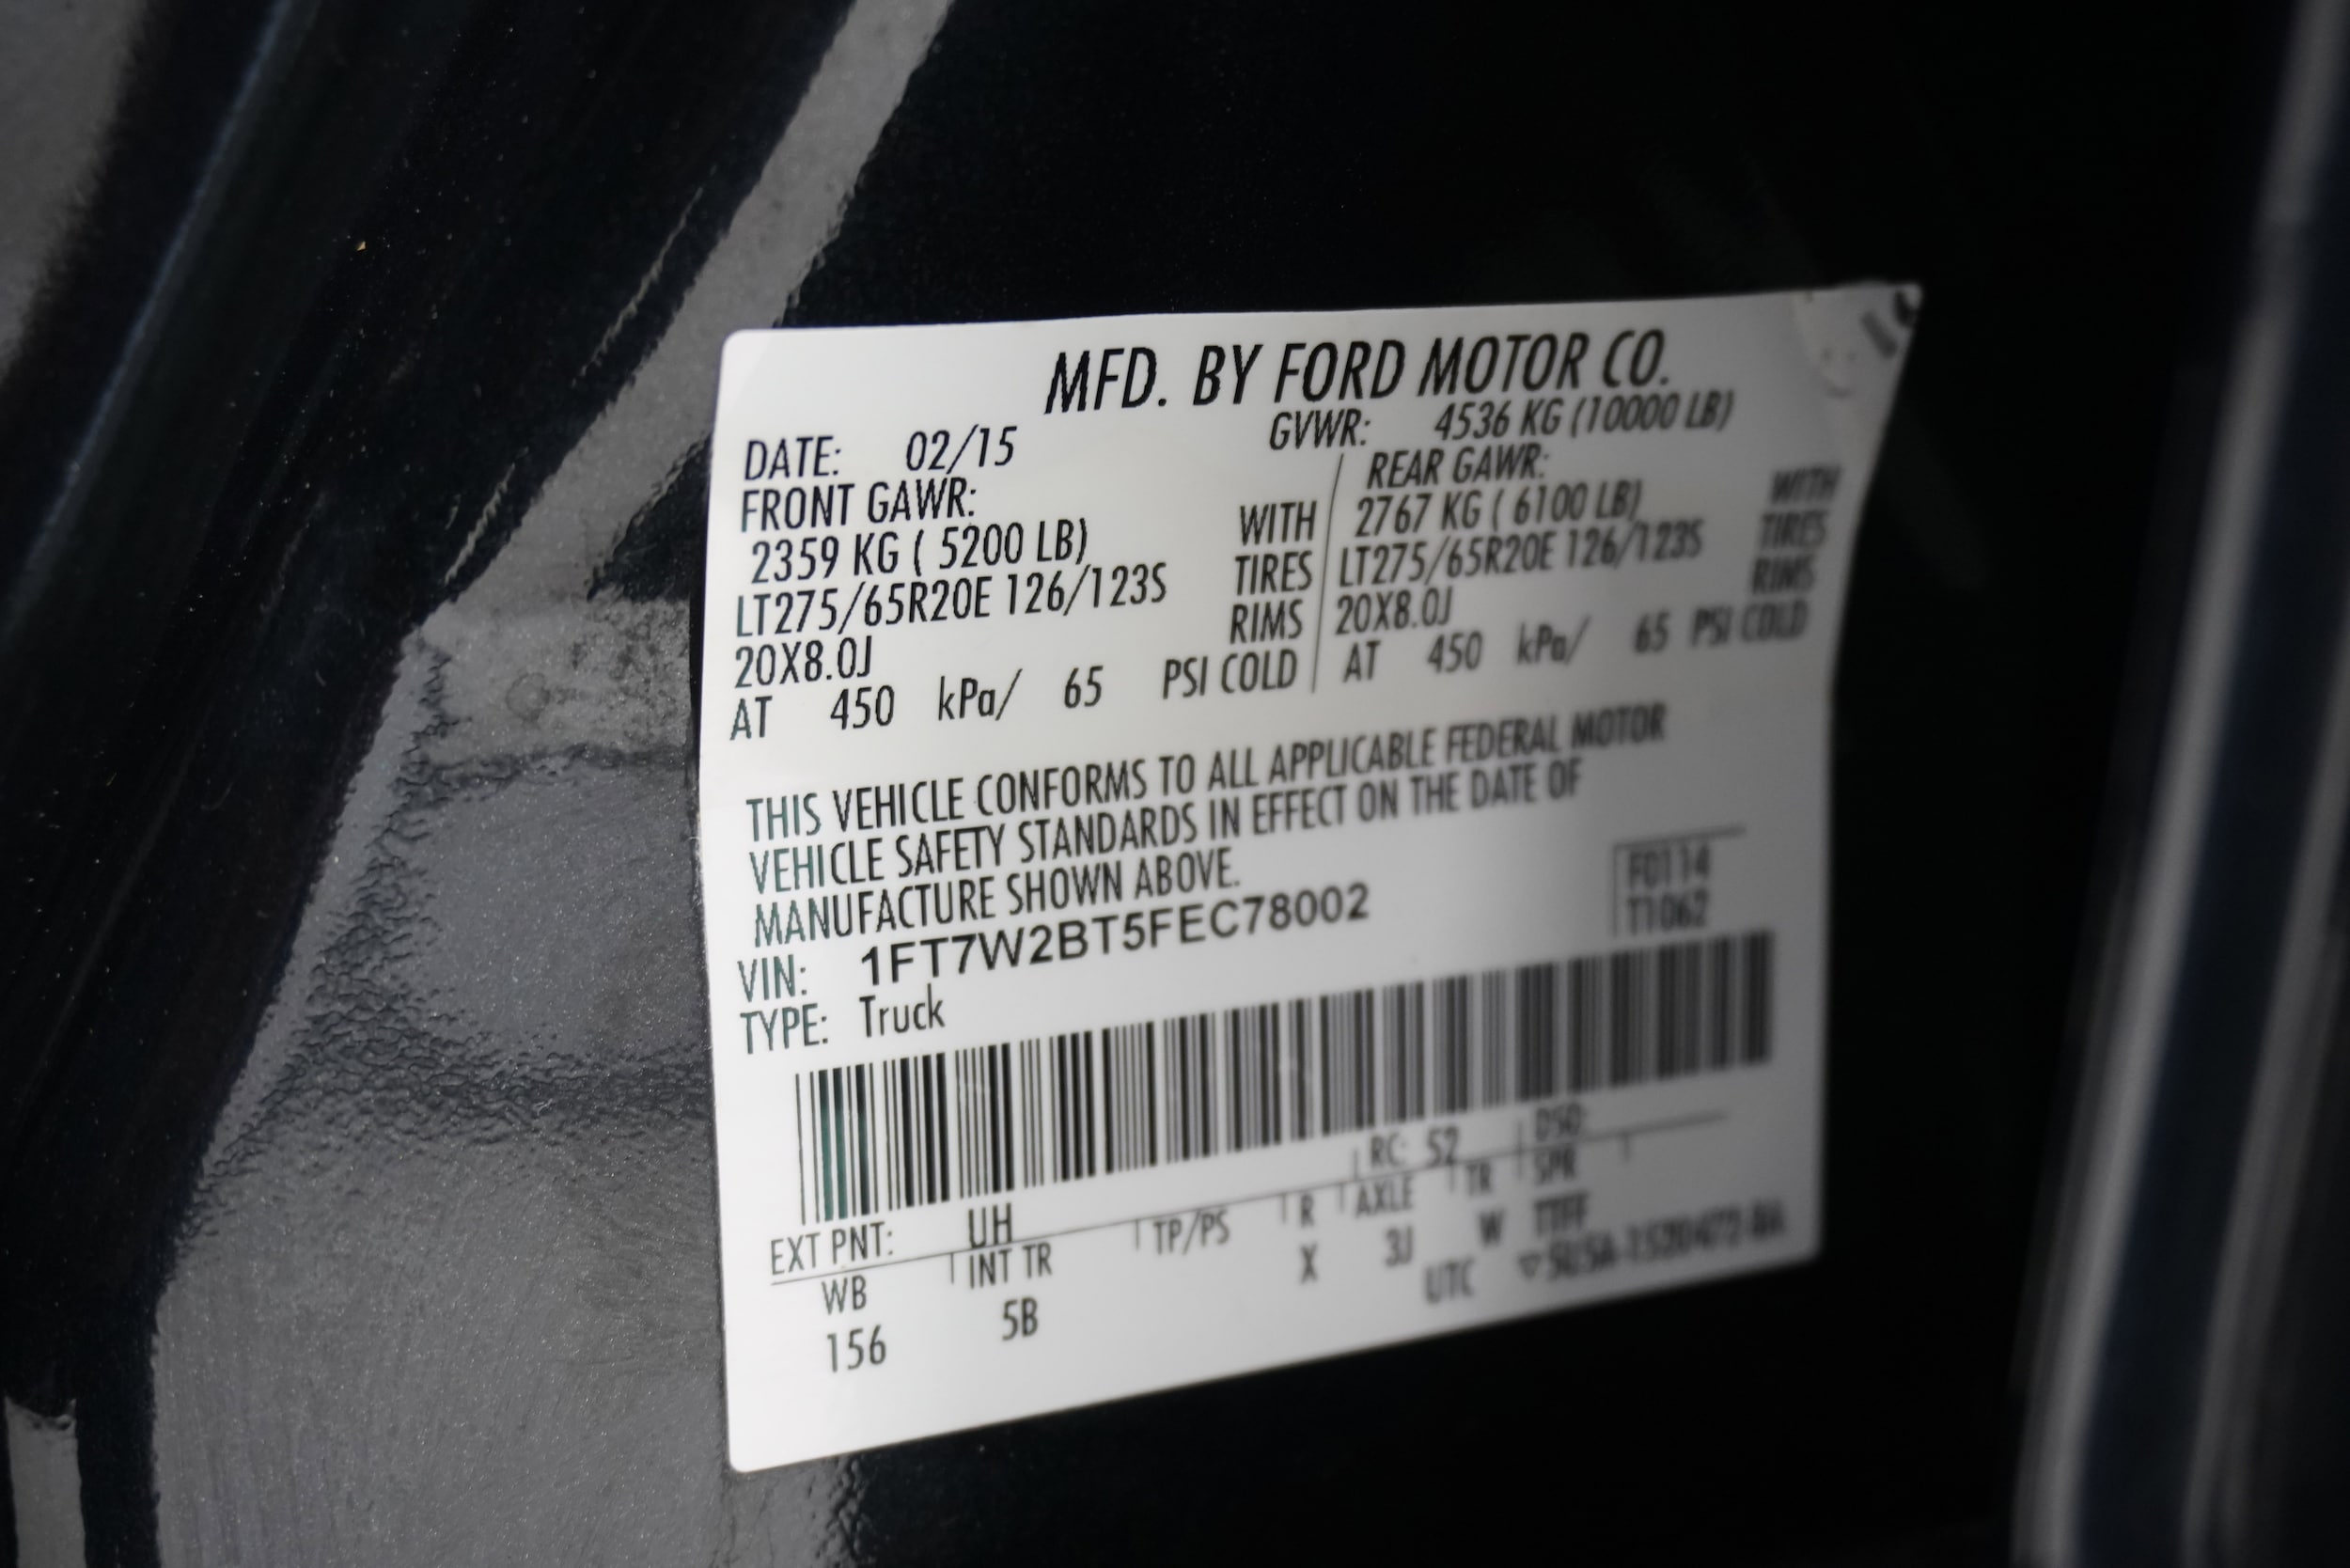 MFD. BY FORD MOTOR CO.
DATE: 02/15 GVWR: 4536 KG (10000 LB)
FRONT GAWR: REAR GAWR:
2359 KG ( 5200 LB) WITH 2767 KG ( 6100 LB) WITH
LT275/65R20E 126/123S TIRES LT275/65R20E 126/123S TIRES
20X8.0J RIMS 20X8.0J RIMS
AT 450 kPa/ 65 PSI COLD AT 450 kPa/ 65 PSI COLD
THIS VEHICLE CONFORMS TO ALL APPLICABLE FEDERAL MOTOR
VEHICLE SAFETY STANDARDS IN EFFECT ON THE DATE OF
MANUFACTURE SHOWN ABOVE.
VIN: 1FT7W2BT5FEC78002
F0114
T1062
TYPE: Truck
EXT PNT: UH RC: 52 DSO:
WB INT TR TP/PS R AXLE TR SPR
156 5B X 3J W TTFF
UTC